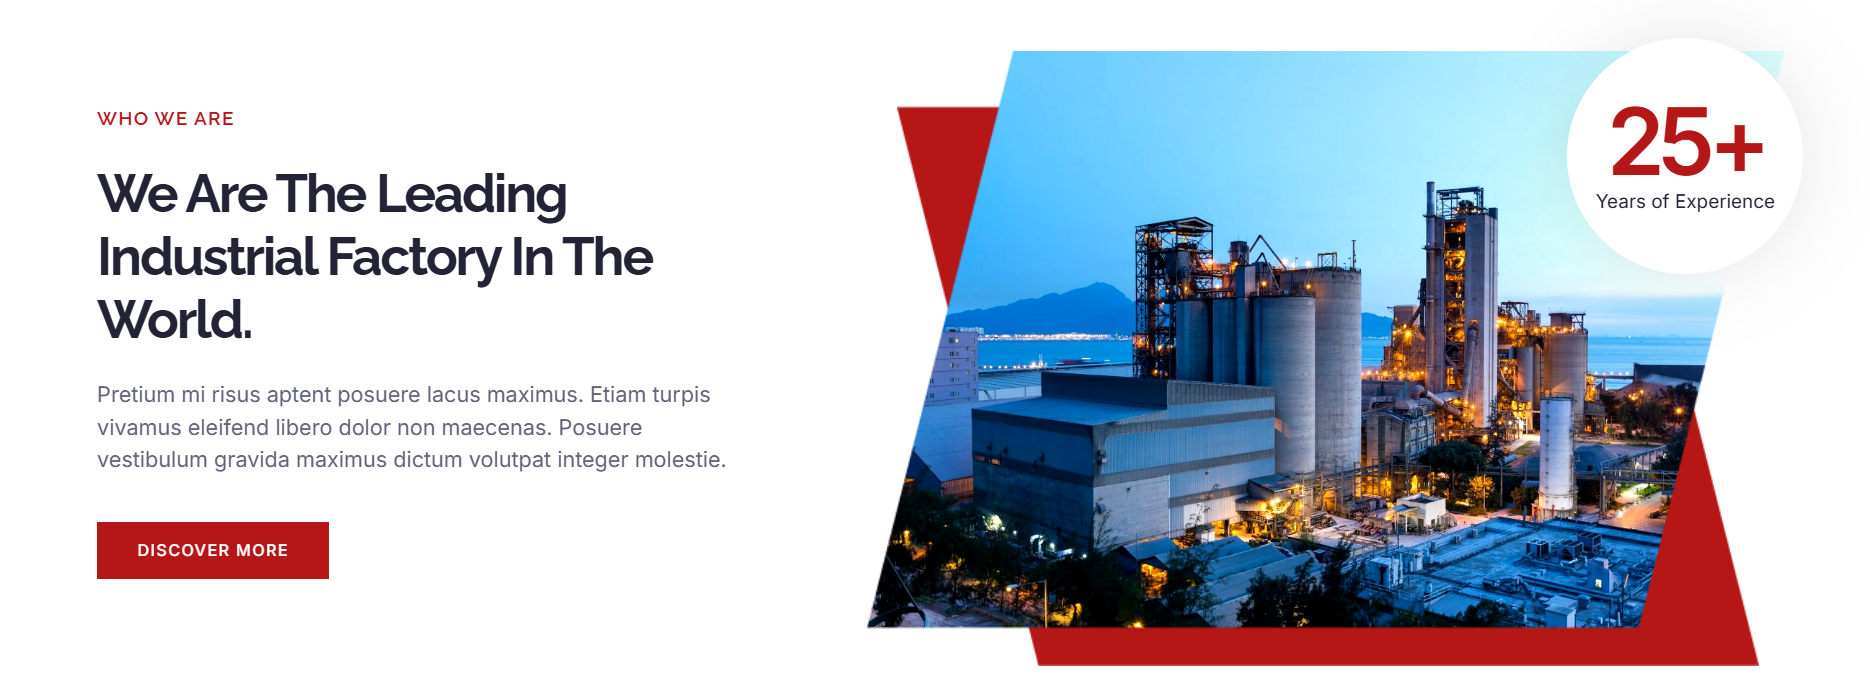 WHO WE ARE
We Are The Leading
Industrial Factory In The
World.
Pretium mi risus aptent posuere lacus maximus. Etiam turpis
vivamus eleifend libero dolor non maecenas. Posuere
vestibulum gravida maximus dictum volutpat integer molestie.
DISCOVER MORE
25+
Years of Experience